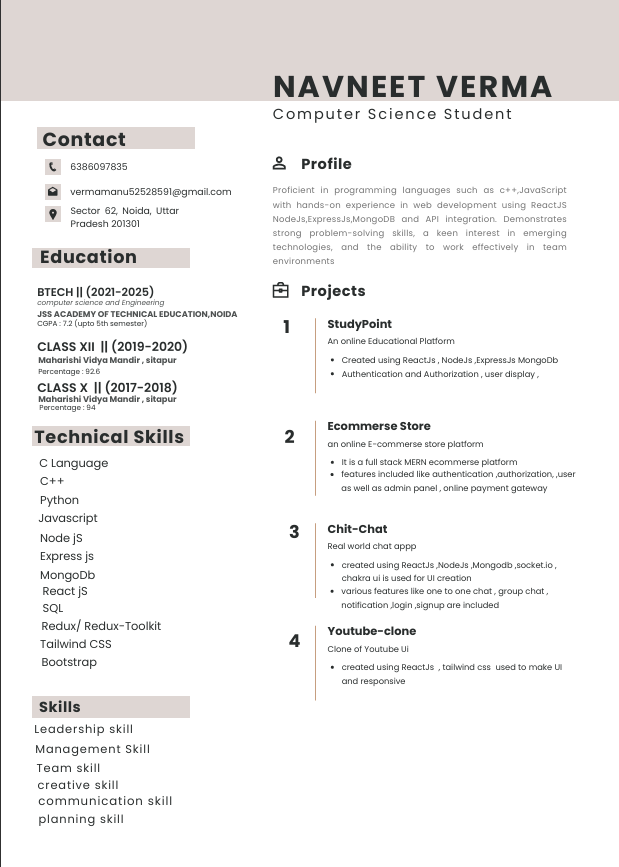 NAVNEET VERMA
Computer Science Student
Contact
6386097835
vermamanu52528591@gmail.com
Sector 62, Noida, Uttar
Pradesh 201301
Education
BTECH || (2021-2025)
computer science and Engineering
JSS ACADEMY OF TECHNICAL EDUCATION,NOIDA
CGPA : 7.2 (upto 5th semester)
CLASS XII || (2019-2020)
Maharishi Vidya Mandir , sitapur
Percentage : 92.6
CLASS X || (2017-2018)
Maharishi Vidya Mandir , sitapur
Percentage : 94
Technical Skills
C Language
C++
Python
Javascript
Node jS
Express js
MongoDb
React jS
SQL
Redux/ Redux-Toolkit
Tailwind CSS
Bootstrap
Skills
Leadership skill
Management Skill
Team skill
creative skill
communication skill
planning skill
Profile
Proficient in programming languages such as c++,JavaScript
with hands-on experience in web development using ReactJS
NodeJs,ExpressJs,MongoDB and API integration. Demonstrates
strong problem-solving skills, a keen interest in emerging
technologies, and the ability to work effectively in team
environments
Projects
1
StudyPoint
An online Educational Platform
• Created using ReactJs , NodeJs ,ExpressJs MongoDb
• Authentication and Authorization , user display ,
2
Ecommerse Store
an online E-commerse store platform
• It is a full stack MERN ecommerse platform
• features included like authentication ,authorization, ,user
as well as admin panel , online payment gateway
3
Chit-Chat
Real world chat appp
• created using ReactJs ,NodeJs ,Mongodb ,socket.io ,
chakra ui is used for UI creation
• various features like one to one chat , group chat ,
notification ,login ,signup are included
4
Youtube-clone
Clone of Youtube Ui
• created using ReactJs , tailwind css used to make UI
and responsive